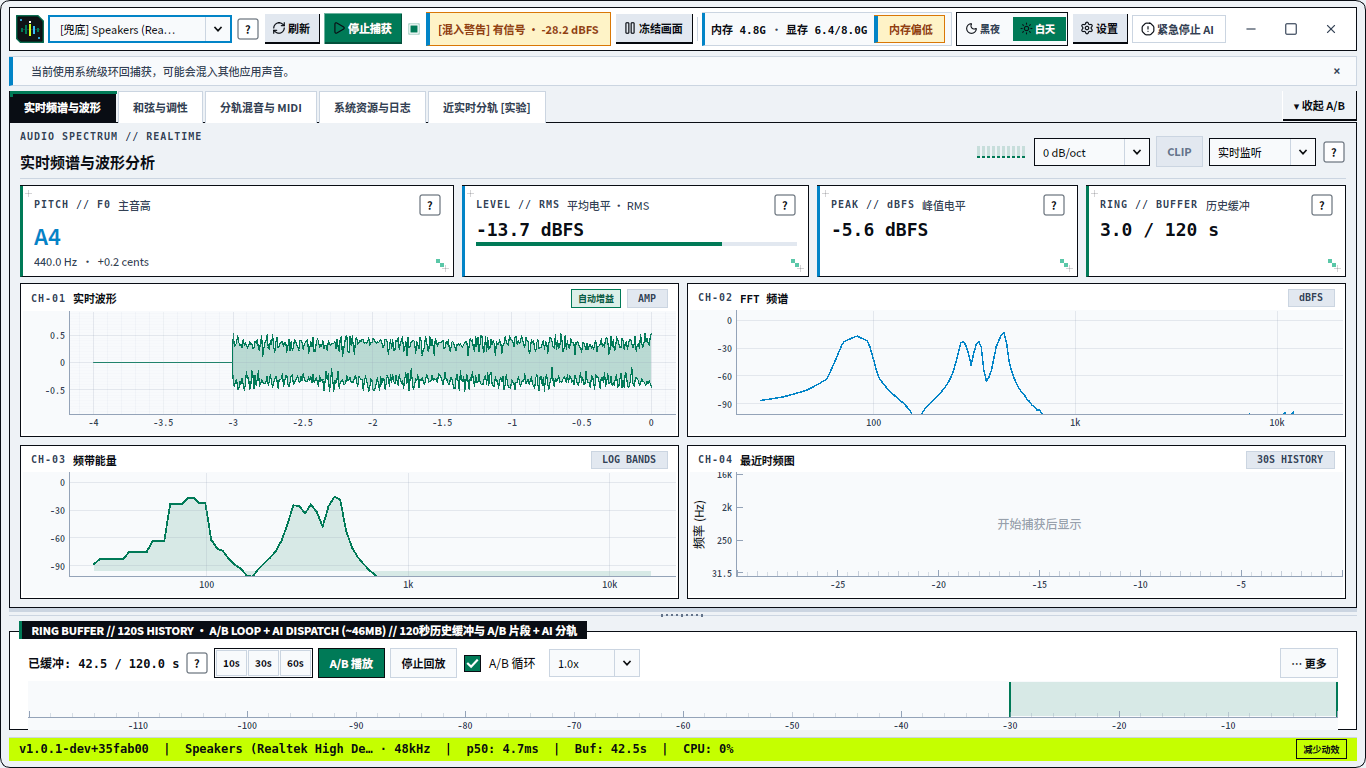 [兜底] Speakers (Rea… ? 刷新 停止捕获 [混入警告] 有信号 · -28.2 dBFS 冻结画面 内存 4.8G · 显存 6.4/8.0G 内存偏低 黑夜 白天 设置 紧急停止 AI
当前使用系统级环回捕获，可能会混入其他应用声音。 ×
实时频谱与波形 和弦与调性 分轨混音与 MIDI 系统资源与日志 近实时分轨 [实验] ▾ 收起 A/B
AUDIO SPECTRUM // REALTIME
实时频谱与波形分析 0 dB/oct CLIP 实时监听 ?
PITCH // F0 主音高 ? LEVEL // RMS 平均电平 · RMS ? PEAK // dBFS 峰值电平 ? RING // BUFFER 历史缓冲 ?
A4 -13.7 dBFS -5.6 dBFS 3.0 / 120 s
440.0 Hz · +0.2 cents
CH-01 实时波形 自动增益 AMP
0.5
0
-0.5
-4 -3.5 -3 -2.5 -2 -1.5 -1 -0.5 0
CH-02 FFT 频谱 dBFS
0
-30
-60
-90
100 1k 10k
CH-03 频带能量 LOG BANDS
0
-30
-60
-90
100 1k 10k
CH-04 最近时频图 30S HISTORY
频率 (Hz)
16k
2k
开始捕获后显示
250
31.5
-25 -20 -15 -10 -5
RING BUFFER // 120S HISTORY · A/B LOOP + AI DISPATCH (~46MB) // 120秒历史缓冲与 A/B 片段 + AI 分轨
已缓冲: 42.5 / 120.0 s ? 10s 30s 60s A/B 播放 停止回放 A/B 循环 1.0x ··· 更多
-110 -100 -90 -80 -70 -60 -50 -40 -30 -20 -10
v1.0.1-dev+35fab00 | Speakers (Realtek High De… · 48kHz | p50: 4.7ms | Buf: 42.5s | CPU: 0% 减少动效